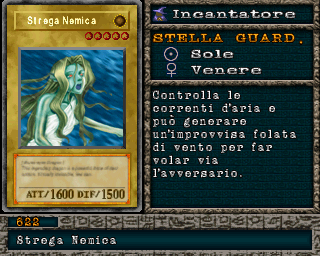 Strega Nemica
ATT/1600 DIF/1500
Incantatore
STELLA GUARD.
Sole
Venere
Controlla le
correnti d'aria e
può generare
un'improvvisa folata
di vento per far
volar via
l'avversario.
622
Strega Nemica